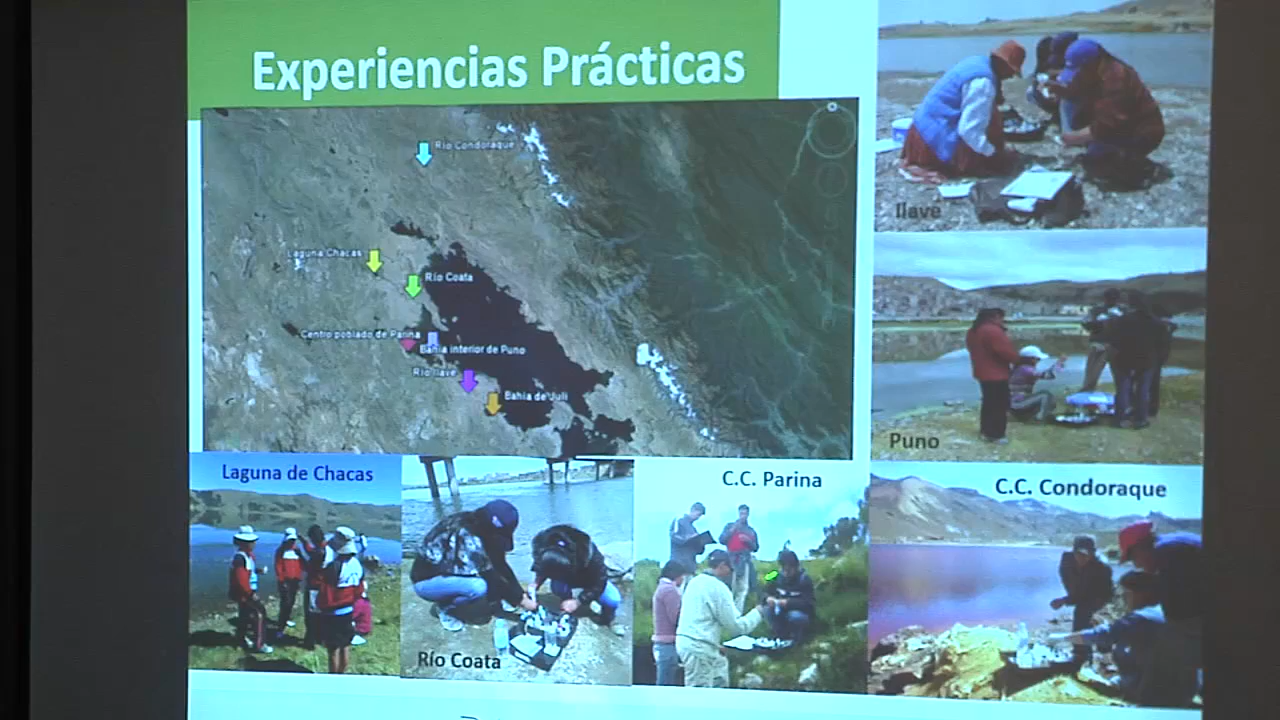 Experiencias Prácticas
Río Condoraque
Laguna Chacas
Río Coata
Centro poblado de Parina
Bahía interior de Puno
Río Ilave
Bahía de Juli
Ilave
Puno
Laguna de Chacas
Río Coata
C.C. Parina
C.C. Condoraque